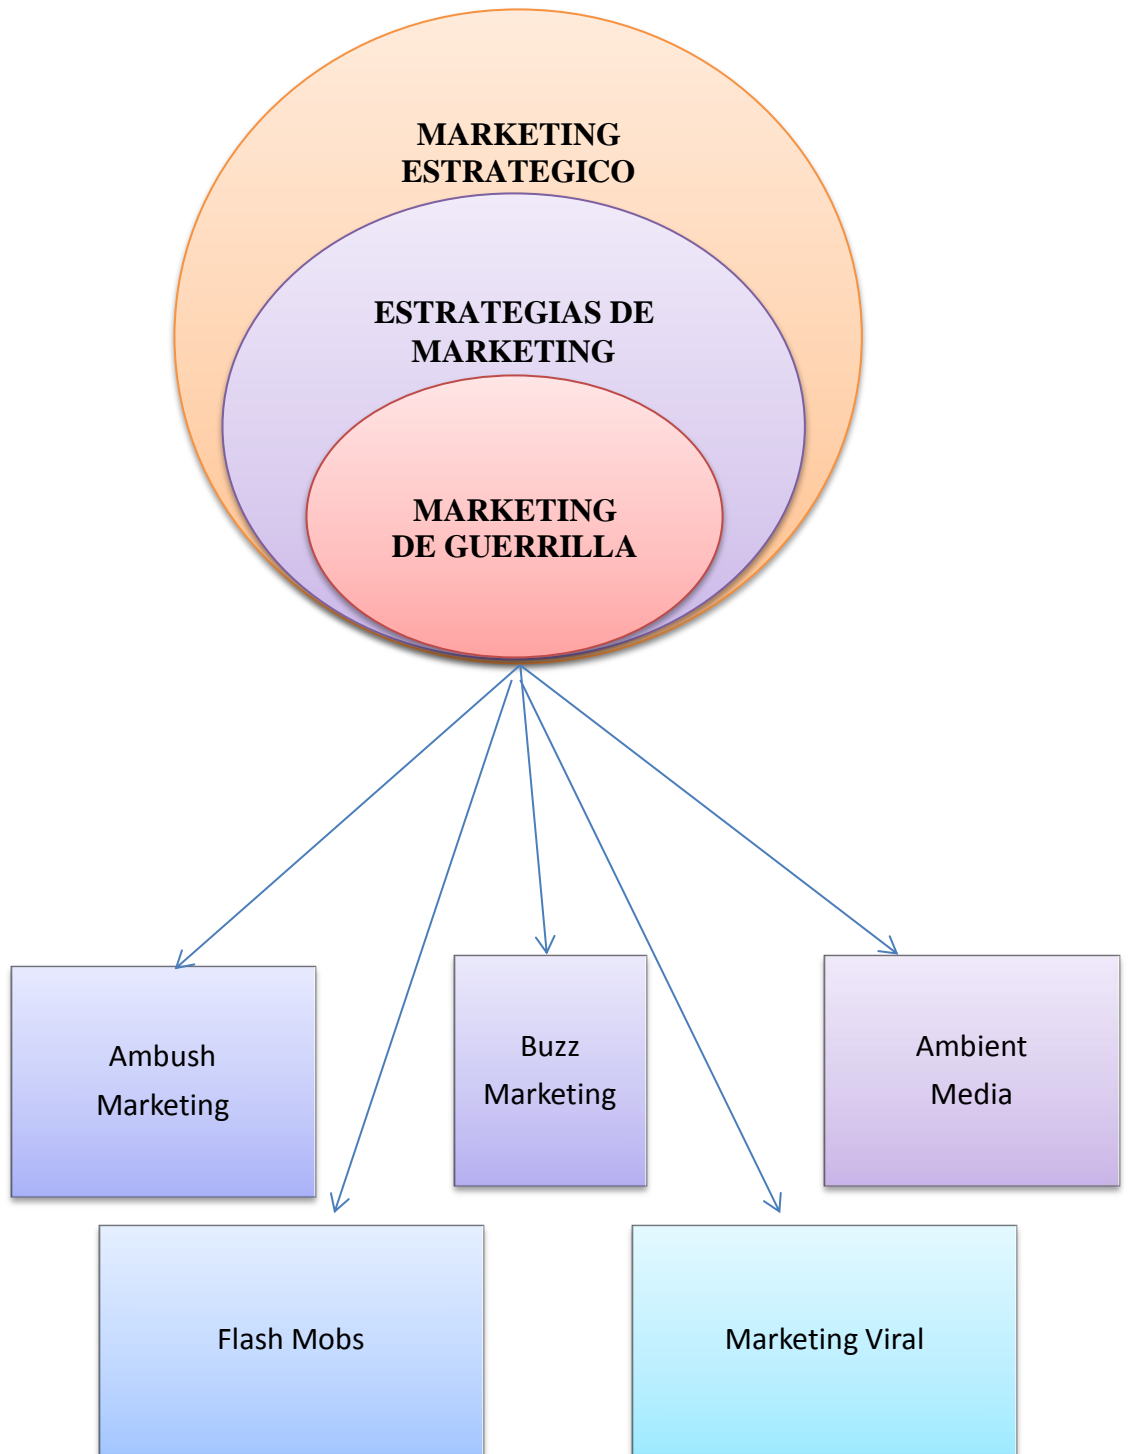 MARKETING
ESTRATEGICO
ESTRATEGIAS DE
MARKETING
MARKETING
DE GUERRILLA
Ambush
Marketing
Buzz
Marketing
Ambient
Media
Flash Mobs
Marketing Viral